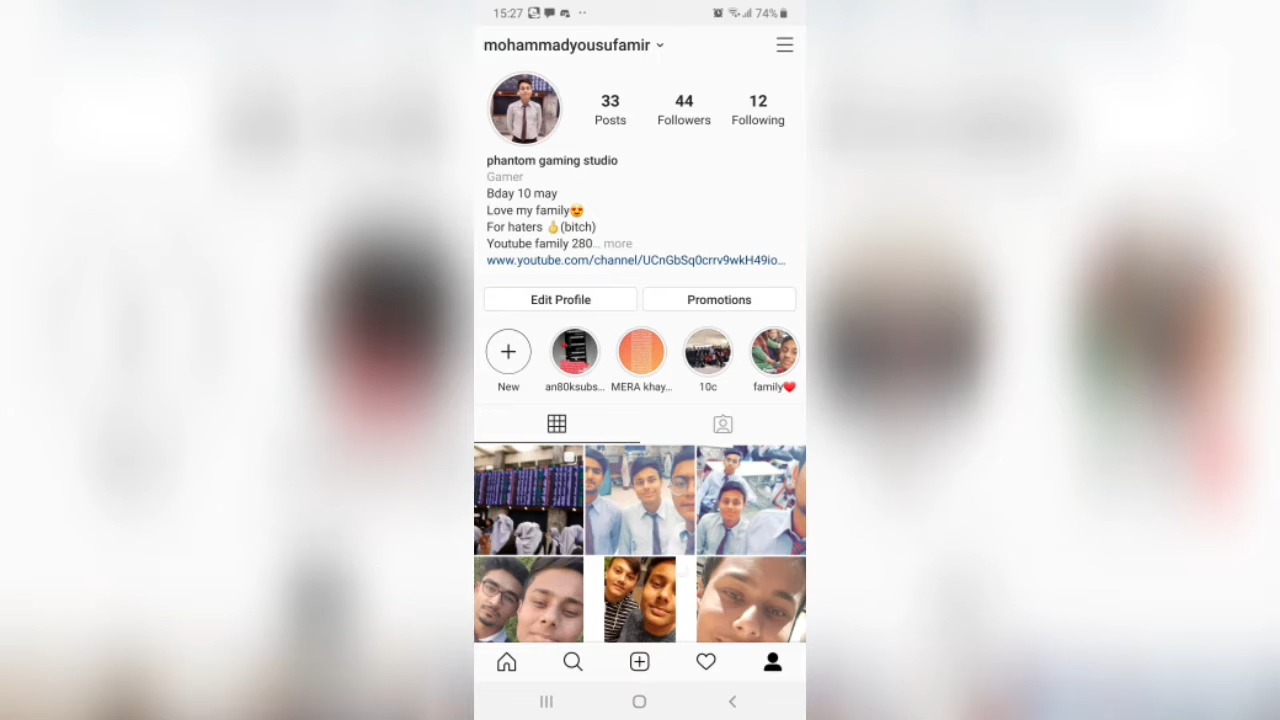 15:27 74%
mohammadyousufamir
33 44 12
Posts Followers Following
phantom gaming studio
Gamer
Bday 10 may
Love my family😍
For haters 🖕(bitch)
Youtube family 280... more
www.youtube.com/channel/UCnGbSq0crrv9wkH49io...
Edit Profile Promotions
New an80ksubs... MERA khay... 10c family❤️